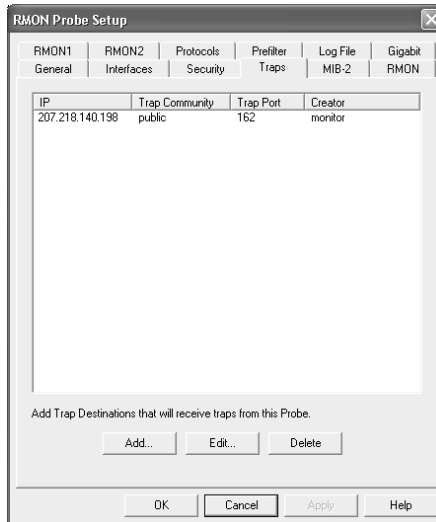 RMON Probe Setup
RMON1 RMON2 Protocols Prefilter Log File Gigabit
General Interfaces Security Traps MIB-2 RMON
IP Trap Community Trap Port Creator
207.218.140.198 public 162 monitor
Add Trap Destinations that will receive traps from this Probe.
Add... Edit... Delete
OK Cancel Apply Help